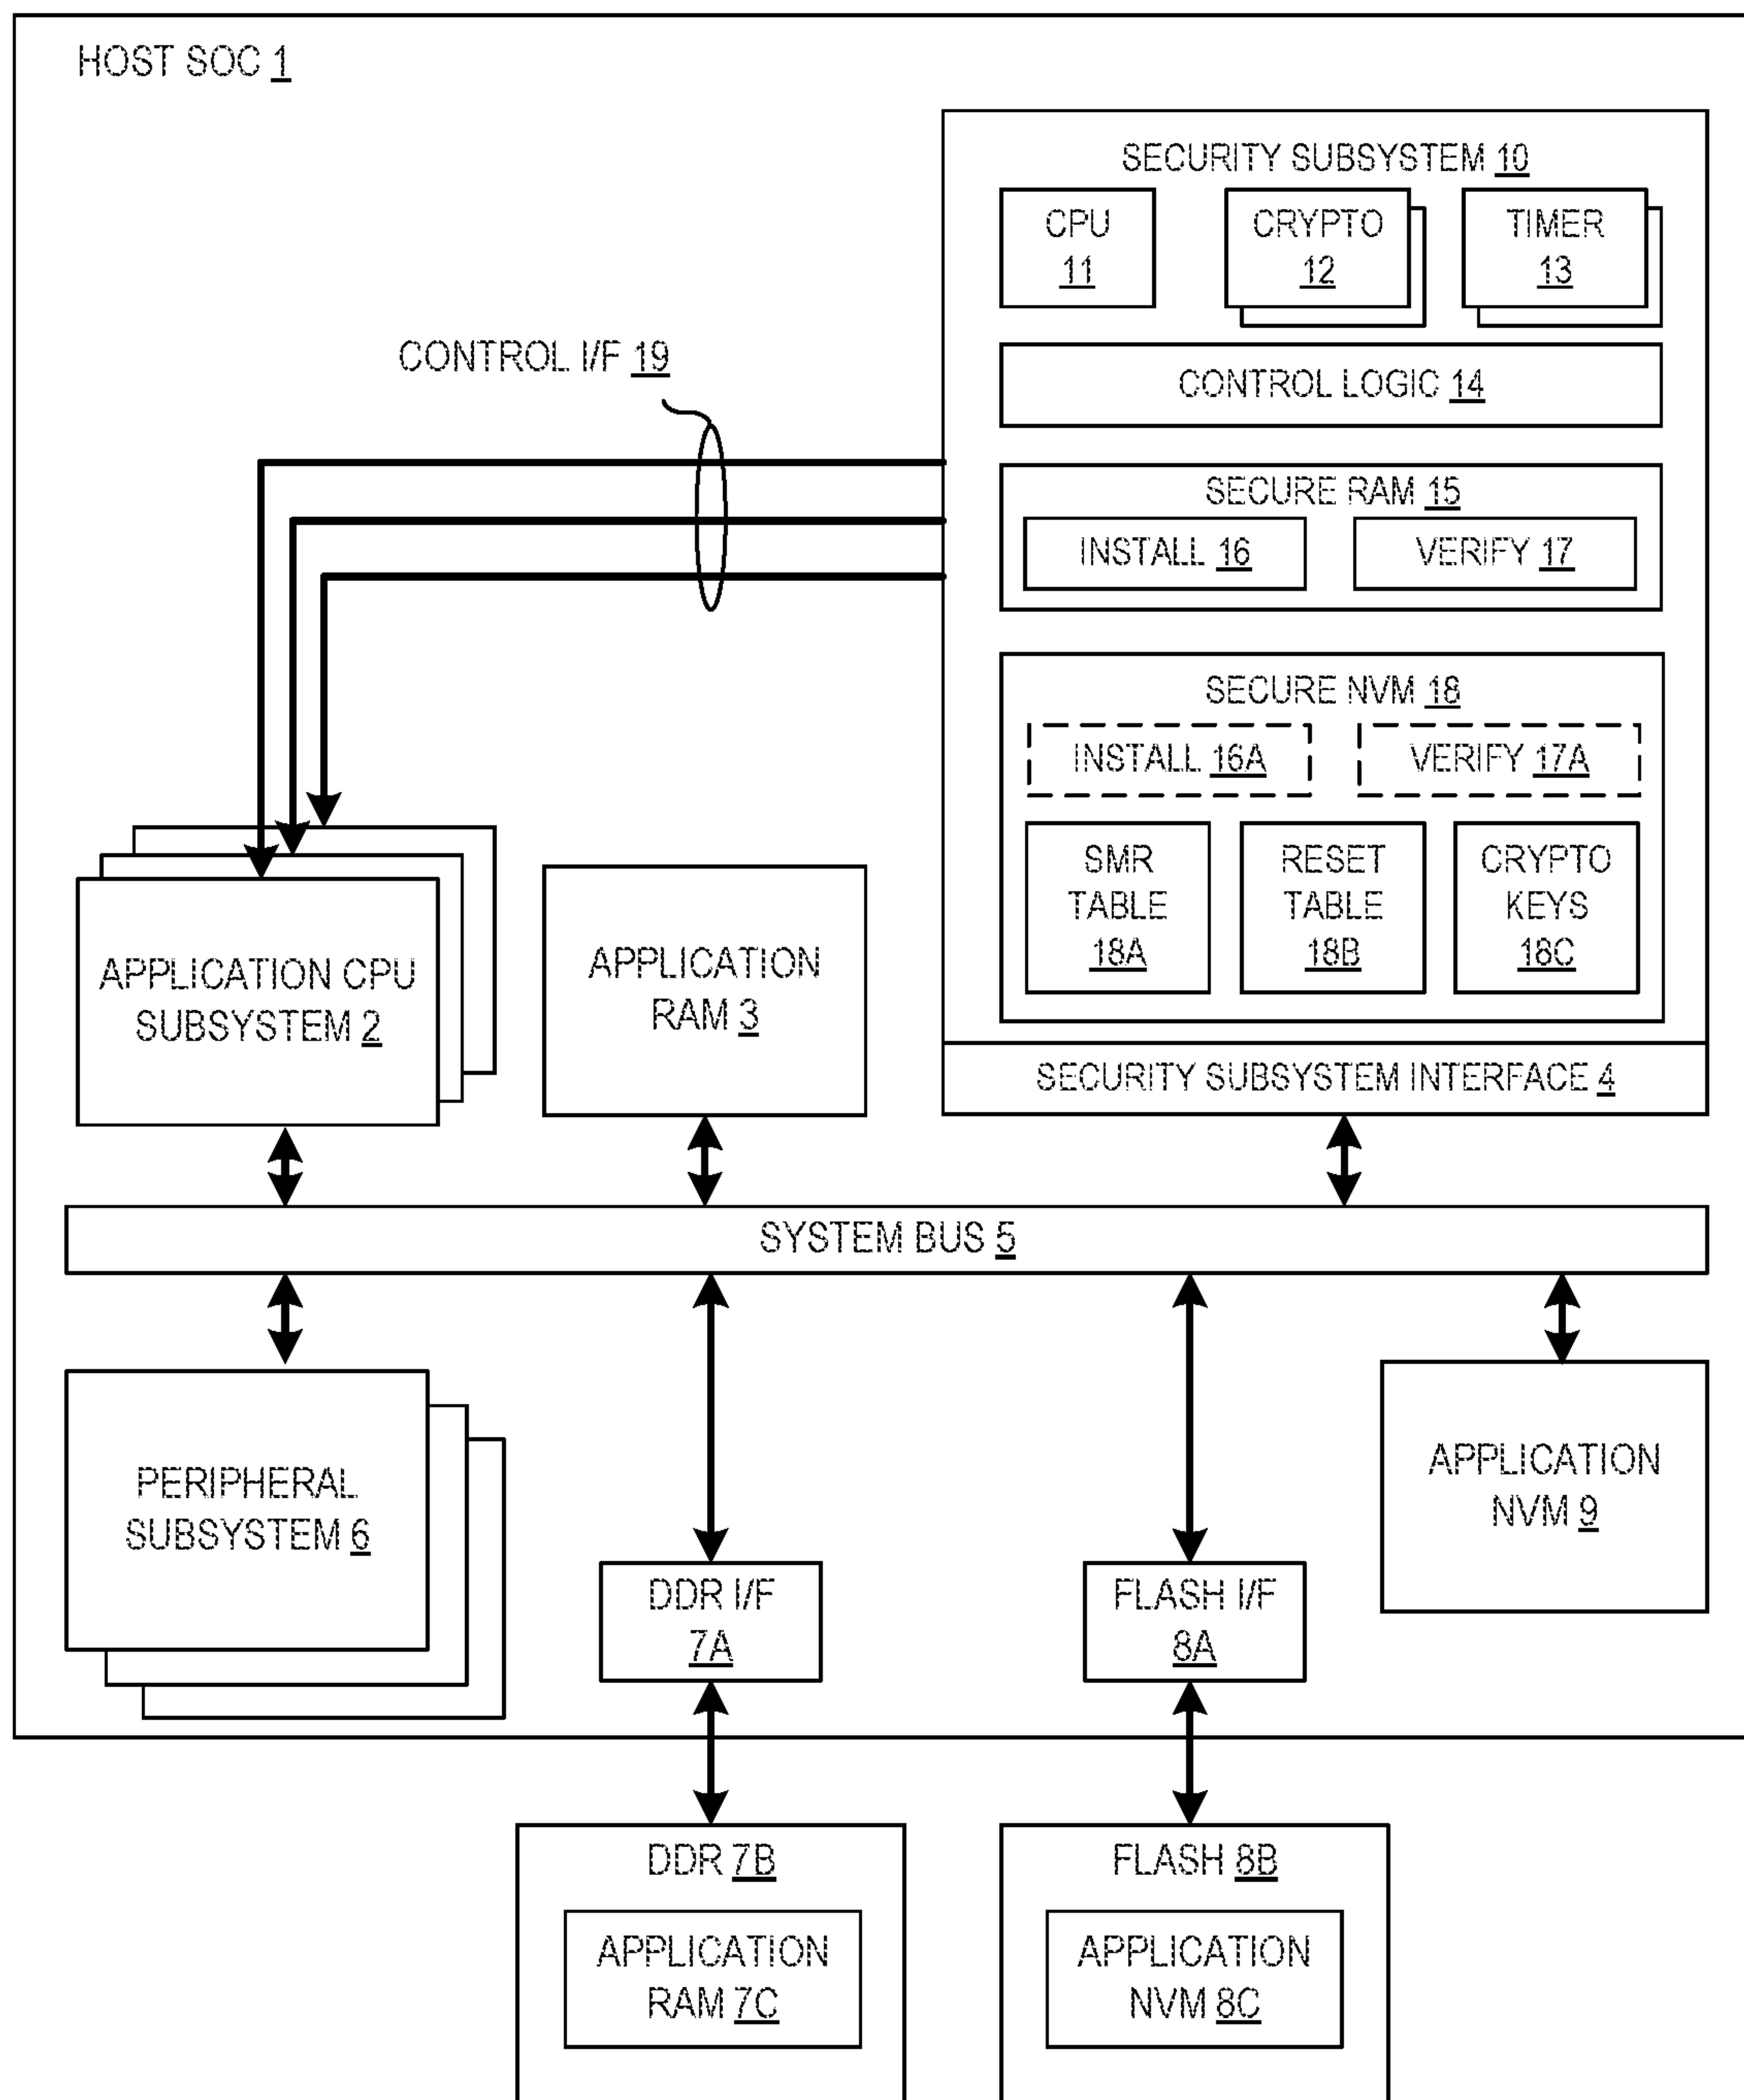 HOST SOC 1
SECURITY SUBSYSTEM 10
CPU
11
CRYPTO
12
TIMER
13
CONTROL I/F 19
CONTROL LOGIC 14
SECURE RAM 15
INSTALL 16
VERIFY 17
SECURE NVM 18
INSTALL 16A
VERIFY 17A
SMR
TABLE
18A
RESET
TABLE
18B
CRYPTO
KEYS
18C
APPLICATION CPU
SUBSYSTEM 2
APPLICATION
RAM 3
SECURITY SUBSYSTEM INTERFACE 4
SYSTEM BUS 5
PERIPHERAL
SUBSYSTEM 6
DDR I/F
7A
FLASH I/F
8A
APPLICATION
NVM 9
DDR 7B
APPLICATION
RAM 7C
FLASH 8B
APPLICATION
NVM 8C